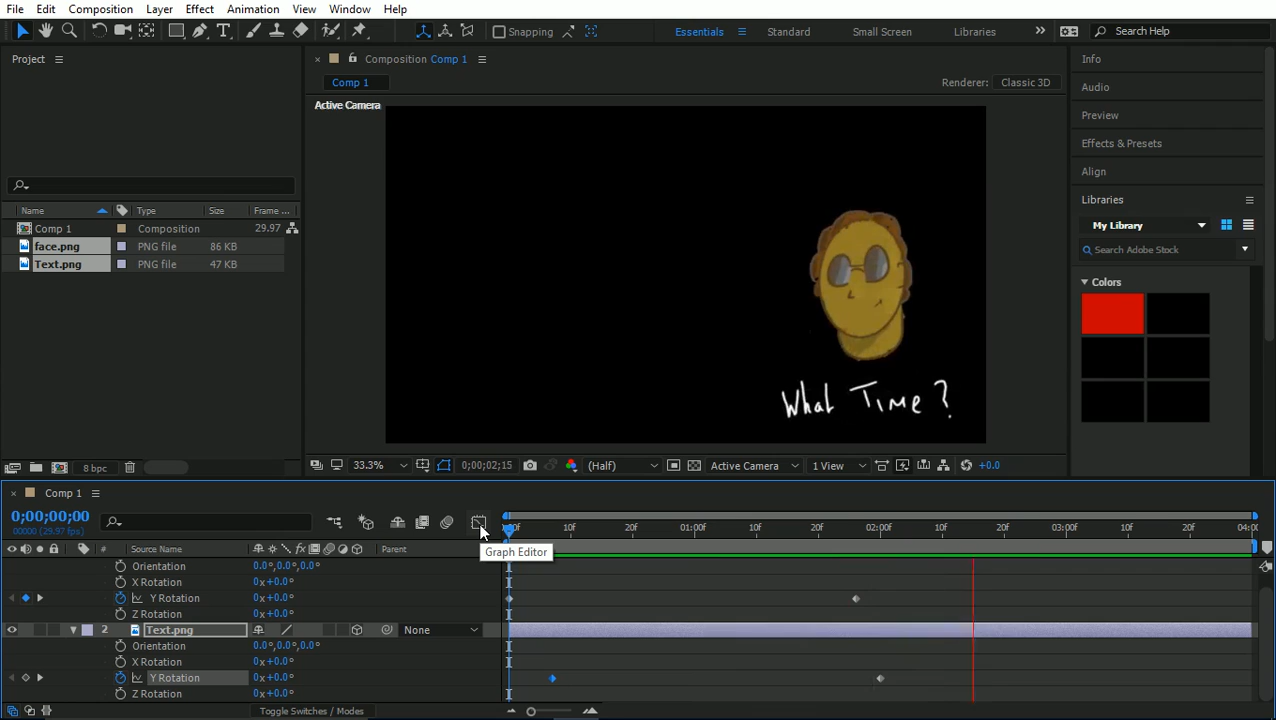 File Edit Composition Layer Effect Animation View Window Help
Snapping Essentials Standard Small Screen Libraries Search Help
Project
Composition Comp 1
Comp 1 Renderer: Classic 3D
Active Camera
Name Type Size Frame ...
Comp 1 Composition 29.97
face.png PNG file 86 KB
Text.png PNG file 47 KB
What Time ?
8 bpc
33.3% 0;00;02;15 (Half) Active Camera 1 View +0.0
Info
Audio
Preview
Effects & Presets
Align
Libraries
My Library
Search Adobe Stock
Colors
Comp 1
0;00;00;00
00000 (29.97 fps)
Graph Editor
00f 10f 20f 01:00f 10f 20f 02:00f 10f 20f 03:00f 10f 20f 04:00f
# Source Name Parent
Orientation 0.0°,0.0°,0.0°
X Rotation 0x+0.0°
Y Rotation 0x+0.0°
Z Rotation 0x+0.0°
2 Text.png None
Orientation 0.0°,0.0°,0.0°
X Rotation 0x+0.0°
Y Rotation 0x+0.0°
Z Rotation 0x+0.0°
Toggle Switches / Modes